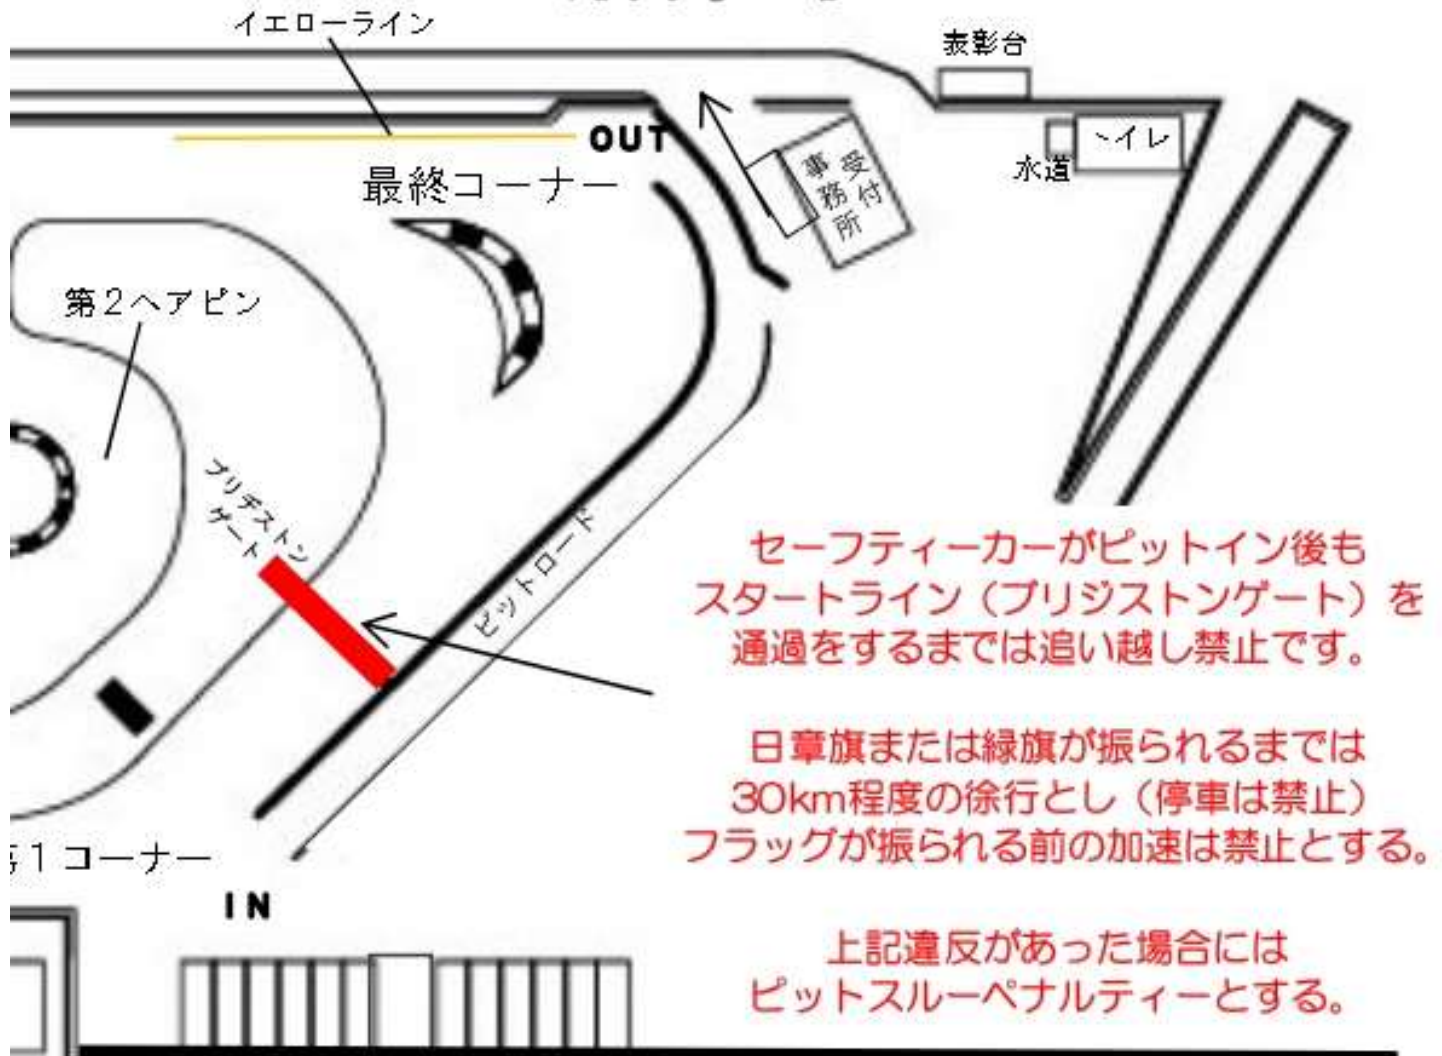 イエローライン
表彰台
OUT
トイレ
水道
最終コーナー
受付
事務所
第2ヘアピン
ブリヂストン
ゲート
ピットロード
セーフティーカーがピットイン後も
スタートライン（ブリジストンゲート）を
通過をするまでは追い越し禁止です。
日章旗または緑旗が振られるまでは
30km程度の徐行とし（停車は禁止）
フラッグが振られる前の加速は禁止とする。
1コーナー
IN
上記違反があった場合には
ピットスルーペナルティーとする。